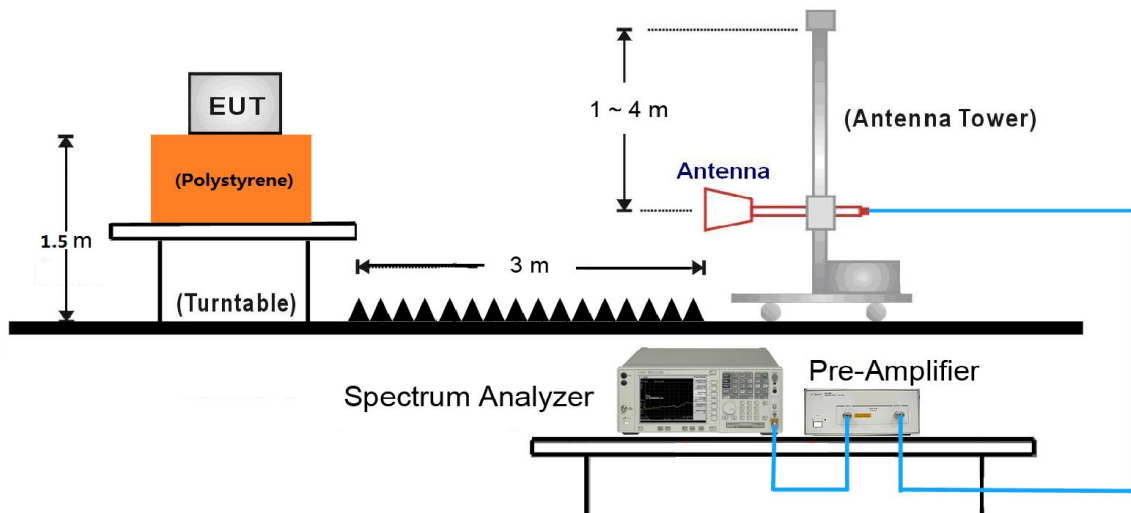 EUT
(Polystyrene)
1.5 m
(Turntable)
3 m
1 ~ 4 m
Antenna
(Antenna Tower)
Spectrum Analyzer
Pre-Amplifier